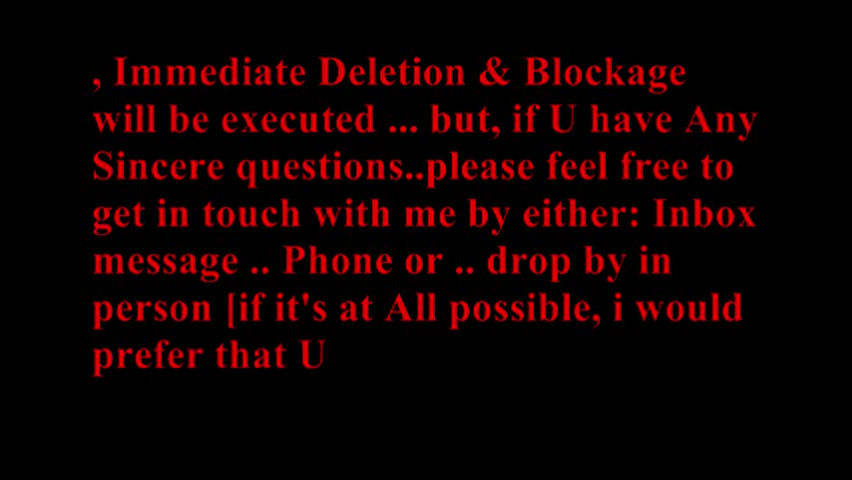 , Immediate Deletion & Blockage
will be executed ... but, if U have Any
Sincere questions..please feel free to
get in touch with me by either: Inbox
message .. Phone or .. drop by in
person [if it's at All possible, i would
prefer that U